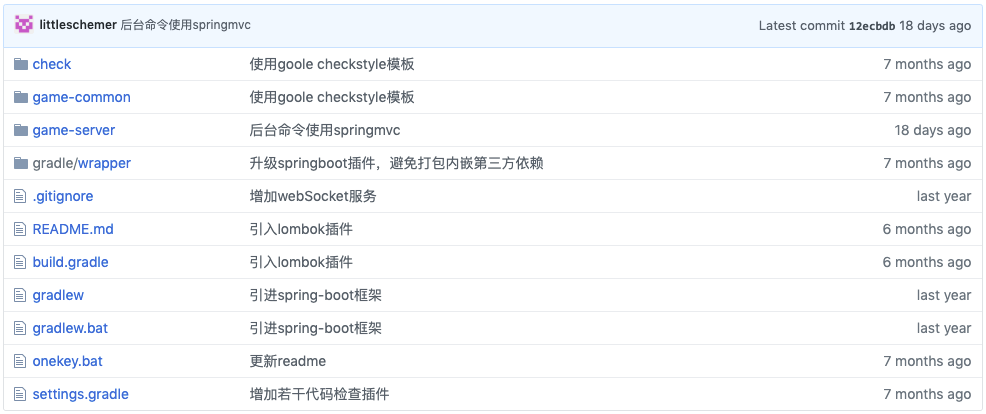 littleschemer 后台命令使用springmvc Latest commit 12ecbdb 18 days ago
check 使用goole checkstyle模板 7 months ago
game-common 使用goole checkstyle模板 7 months ago
game-server 后台命令使用springmvc 18 days ago
gradle/wrapper 升级springboot插件，避免打包内嵌第三方依赖 7 months ago
.gitignore 增加webSocket服务 last year
README.md 引入lombok插件 6 months ago
build.gradle 引入lombok插件 6 months ago
gradlew 引进spring-boot框架 last year
gradlew.bat 引进spring-boot框架 last year
onekey.bat 更新readme 7 months ago
settings.gradle 增加若干代码检查插件 7 months ago